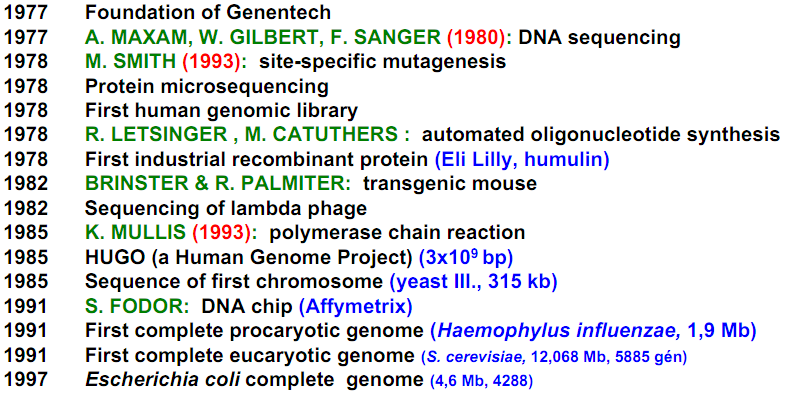 1977 Foundation of Genentech
1977 A. MAXAM, W. GILBERT, F. SANGER (1980): DNA sequencing
1978 M. SMITH (1993): site-specific mutagenesis
1978 Protein microsequencing
1978 First human genomic library
1978 R. LETSINGER , M. CATUTHERS : automated oligonucleotide synthesis
1978 First industrial recombinant protein (Eli Lilly, humulin)
1982 BRINSTER & R. PALMITER: transgenic mouse
1982 Sequencing of lambda phage
1985 K. MULLIS (1993): polymerase chain reaction
1985 HUGO (a Human Genome Project) (3x10⁹ bp)
1985 Sequence of first chromosome (yeast III., 315 kb)
1991 S. FODOR: DNA chip (Affymetrix)
1991 First complete procaryotic genome (Haemophylus influenzae, 1,9 Mb)
1991 First complete eucaryotic genome (S. cerevisiae, 12,068 Mb, 5885 gén)
1997 Escherichia coli complete genome (4,6 Mb, 4288)